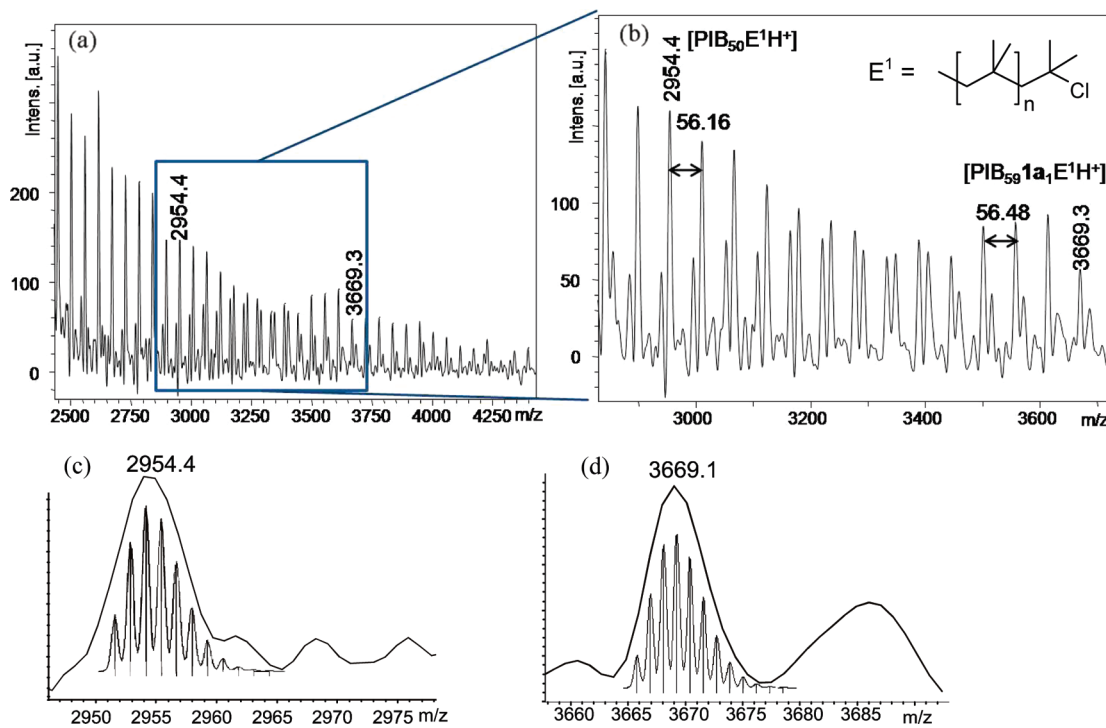 (a)
Intens. [a.u.]
200
100
0
2954.4
3669.3
2500 2750 3000 3250 3500 3750 4000 4250 m/z
(b)
[PIB₅₀E¹H⁺]
E¹ =
n
Cl
Intens. [a.u.]
150
100
50
0
2954.4
56.16
[PIB₅₉1a₁E¹H⁺]
56.48
3669.3
3000 3200 3400 3600 m/z
(c)
2954.4
2950 2955 2960 2965 2970 2975 m/z
(d)
3669.1
3660 3665 3670 3675 3680 3685 m/z